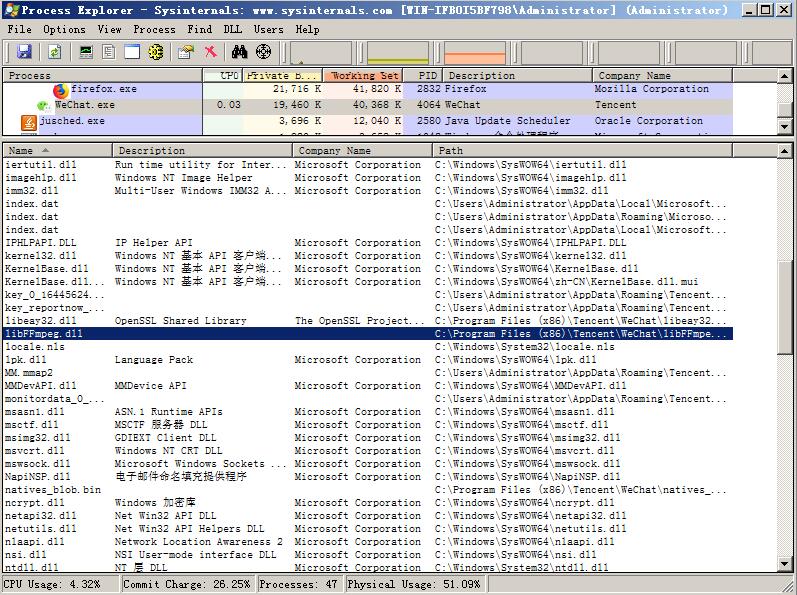 Process Explorer - Sysinternals: www.sysinternals.com [WIN-IFBOI5BF798\Administrator] (Administrator)
File Options View Process Find DLL Users Help
Process CPU Private B... Working Set PID Description Company Name
firefox.exe 21,716 K 41,820 K 2832 Firefox Mozilla Corporation
WeChat.exe 0.03 19,460 K 40,368 K 4064 WeChat Tencent
jusched.exe 3,696 K 12,040 K 2580 Java Update Scheduler Oracle Corporation
Name Description Company Name Path
iertutil.dll Run time utility for Inter... Microsoft Corporation C:\Windows\SysWOW64\iertutil.dll
imagehlp.dll Windows NT Image Helper Microsoft Corporation C:\Windows\SysWOW64\imagehlp.dll
imm32.dll Multi-User Windows IMM32 A... Microsoft Corporation C:\Windows\SysWOW64\imm32.dll
index.dat C:\Users\Administrator\AppData\Local\Microsoft...
index.dat C:\Users\Administrator\AppData\Roaming\Microso...
index.dat C:\Users\Administrator\AppData\Local\Microsoft...
IPHLPAPI.DLL IP Helper API Microsoft Corporation C:\Windows\SysWOW64\IPHLPAPI.DLL
kernel32.dll Windows NT 基本 API 客户端... Microsoft Corporation C:\Windows\SysWOW64\kernel32.dll
KernelBase.dll Windows NT 基本 API 客户端... Microsoft Corporation C:\Windows\SysWOW64\KernelBase.dll
KernelBase.dll... Windows NT 基本 API 客户端... Microsoft Corporation C:\Windows\SysWOW64\zh-CN\KernelBase.dll.mui
key_0_16445624... C:\Users\Administrator\AppData\Roaming\Tencent...
key_reportnow_... C:\Users\Administrator\AppData\Roaming\Tencent...
libeay32.dll OpenSSL Shared Library The OpenSSL Project... C:\Program Files (x86)\Tencent\WeChat\libeay32...
libFFmpeg.dll C:\Program Files (x86)\Tencent\WeChat\libFFmpe...
locale.nls C:\Windows\System32\locale.nls
lpk.dll Language Pack Microsoft Corporation C:\Windows\SysWOW64\lpk.dll
MM.mmap2 C:\Users\Administrator\AppData\Roaming\Tencent...
MMDevAPI.dll MMDevice API Microsoft Corporation C:\Windows\SysWOW64\MMDevAPI.dll
monitordata_0_... C:\Users\Administrator\AppData\Roaming\Tencent...
msasn1.dll ASN.1 Runtime APIs Microsoft Corporation C:\Windows\SysWOW64\msasn1.dll
msctf.dll MSCTF 服务器 DLL Microsoft Corporation C:\Windows\SysWOW64\msctf.dll
msimg32.dll GDIEXT Client DLL Microsoft Corporation C:\Windows\SysWOW64\msimg32.dll
msvcrt.dll Windows NT CRT DLL Microsoft Corporation C:\Windows\SysWOW64\msvcrt.dll
mswsock.dll Microsoft Windows Sockets ... Microsoft Corporation C:\Windows\SysWOW64\mswsock.dll
NapiNSP.dll 电子邮件命名填充提供程序 Microsoft Corporation C:\Windows\SysWOW64\NapiNSP.dll
natives_blob.bin C:\Program Files (x86)\Tencent\WeChat\natives_...
ncrypt.dll Windows 加密库 Microsoft Corporation C:\Windows\SysWOW64\ncrypt.dll
netapi32.dll Net Win32 API DLL Microsoft Corporation C:\Windows\SysWOW64\netapi32.dll
netutils.dll Net Win32 API Helpers DLL Microsoft Corporation C:\Windows\SysWOW64\netutils.dll
nlaapi.dll Network Location Awareness 2 Microsoft Corporation C:\Windows\SysWOW64\nlaapi.dll
nsi.dll NSI User-mode interface DLL Microsoft Corporation C:\Windows\SysWOW64\nsi.dll
ntdll.dll NT 层 DLL Microsoft Corporation C:\Windows\System32\ntdll.dll
CPU Usage: 4.32% Commit Charge: 26.25% Processes: 47 Physical Usage: 51.09%